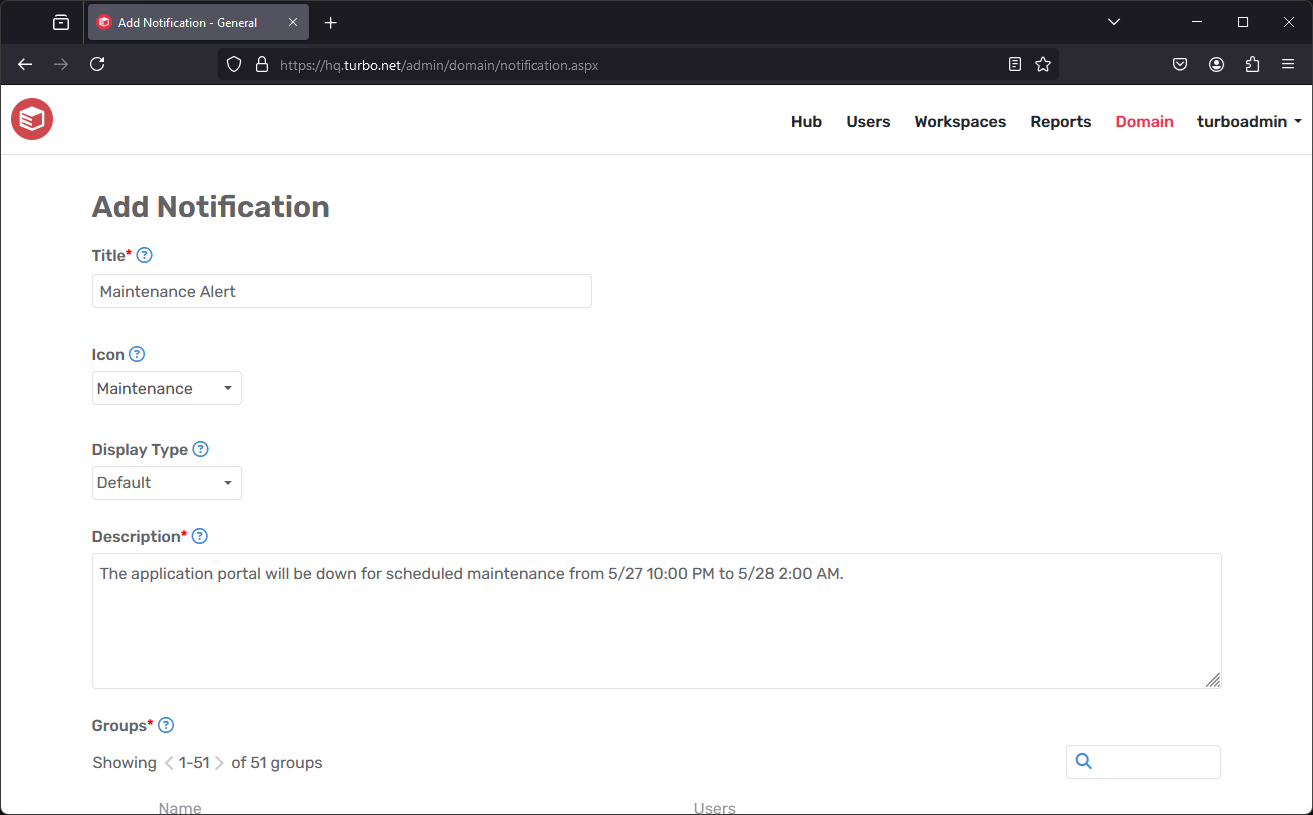 Add Notification - General
https://hq.turbo.net/admin/domain/notification.aspx
Hub Users Workspaces Reports Domain turboadmin
Add Notification
Title* ?
Maintenance Alert
Icon ?
Maintenance
Display Type ?
Default
Description* ?
The application portal will be down for scheduled maintenance from 5/27 10:00 PM to 5/28 2:00 AM.
Groups* ?
Showing < 1-51 > of 51 groups
Name Users